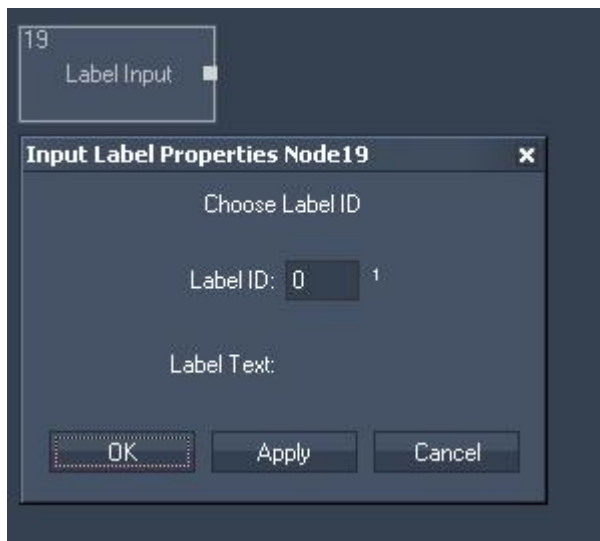 19
Label Input
Input Label Properties Node19
Choose Label ID
Label ID: 0 1
Label Text:
OK Apply Cancel